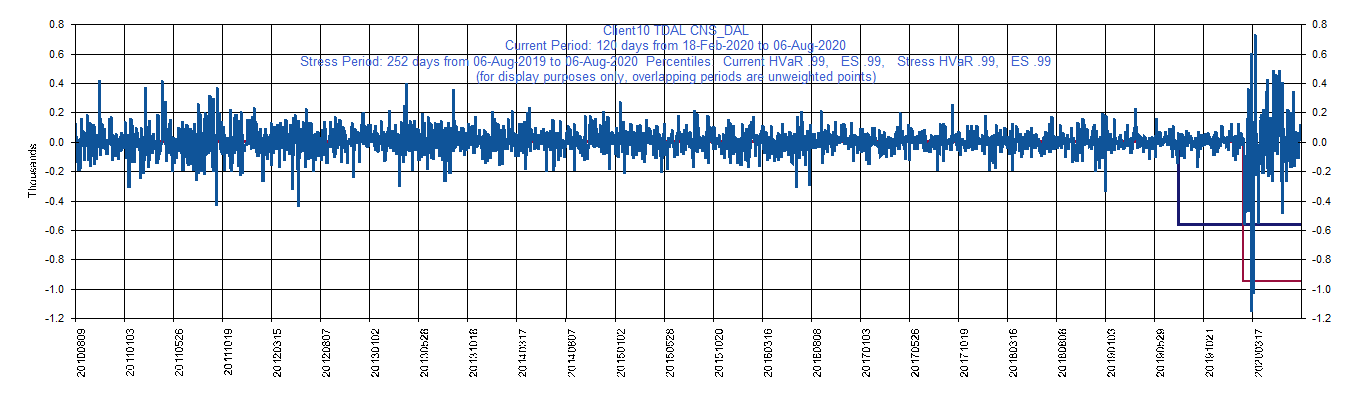 Client10 TDAL CNS_DAL
Current Period: 120 days from 18-Feb-2020 to 06-Aug-2020
Stress Period: 252 days from 06-Aug-2019 to 06-Aug-2020 Percentiles: Current HVaR .99, ES .99, Stress HVaR .99, ES .99
(for display purposes only, overlapping periods are unweighted points)
0.8 0.8
0.6 0.6
0.4 0.4
0.2 0.2
0.0 0.0
-0.2 -0.2
-0.4 -0.4
-0.6 -0.6
-0.8 -0.8
-1.0 -1.0
-1.2 -1.2
Thousands
20100809 20110103 20110526 20111019 20120315 20120807 20130102 20130528 20131018 20140317 20140807 20150102 20150528 20151020 20160316 20160808 20170103 20170526 20171019 20180316 20180808 20190103 20190529 20191021 20200317